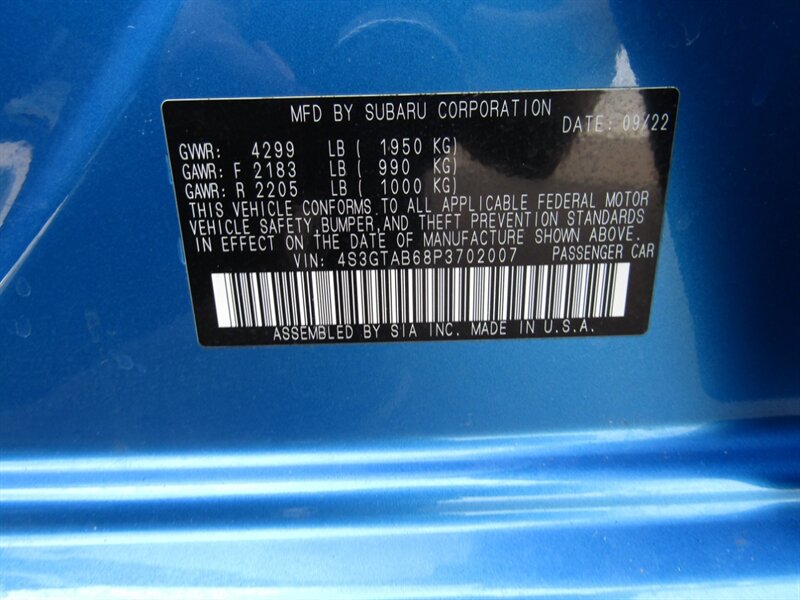 MFD BY SUBARU CORPORATION
DATE: 09/22
GVWR: 4299 LB ( 1950 KG)
GAWR: F 2183 LB ( 990 KG)
GAWR: R 2205 LB ( 1000 KG)
THIS VEHICLE CONFORMS TO ALL APPLICABLE FEDERAL MOTOR
VEHICLE SAFETY,BUMPER,AND THEFT PREVENTION STANDARDS
IN EFFECT ON THE DATE OF MANUFACTURE SHOWN ABOVE.
VIN: 4S3GTAB68P3702007 PASSENGER CAR
ASSEMBLED BY SIA INC. MADE IN U.S.A.